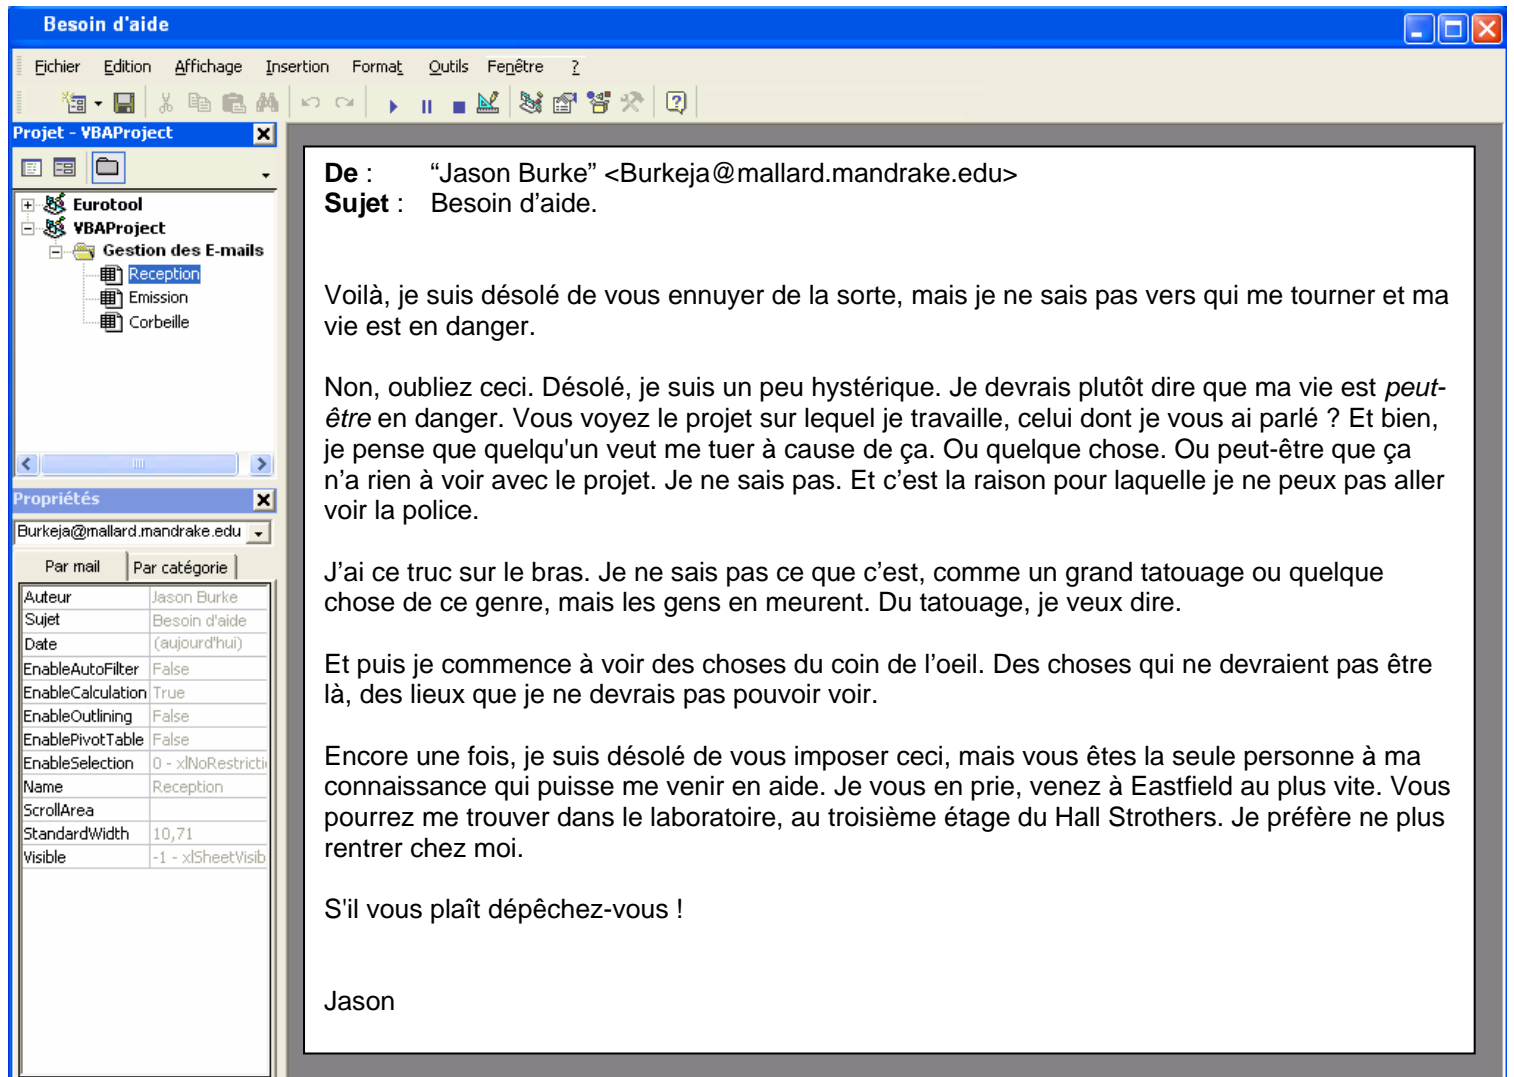 Besoin d'aide
Fichier Edition Affichage Insertion Format Outils Fenêtre ?
Projet - VBAProject
Eurotool
VBAProject
Gestion des E-mails
Reception
Emission
Corbeille
Propriétés
Burkeja@mallard.mandrake.edu
Par mail Par catégorie
Auteur Jason Burke
Sujet Besoin d'aide
Date (aujourd'hui)
EnableAutoFilter False
EnableCalculation True
EnableOutlining False
EnablePivotTable False
EnableSelection 0 - xlNoRestricti
Name Reception
ScrollArea
StandardWidth 10,71
Visible -1 - xlSheetVisib
De : “Jason Burke” <Burkeja@mallard.mandrake.edu>
Sujet : Besoin d’aide.
Voilà, je suis désolé de vous ennuyer de la sorte, mais je ne sais pas vers qui me tourner et ma
vie est en danger.
Non, oubliez ceci. Désolé, je suis un peu hystérique. Je devrais plutôt dire que ma vie est peut-
être en danger. Vous voyez le projet sur lequel je travaille, celui dont je vous ai parlé ? Et bien,
je pense que quelqu'un veut me tuer à cause de ça. Ou quelque chose. Ou peut-être que ça
n’a rien à voir avec le projet. Je ne sais pas. Et c’est la raison pour laquelle je ne peux pas aller
voir la police.
J’ai ce truc sur le bras. Je ne sais pas ce que c’est, comme un grand tatouage ou quelque
chose de ce genre, mais les gens en meurent. Du tatouage, je veux dire.
Et puis je commence à voir des choses du coin de l’oeil. Des choses qui ne devraient pas être
là, des lieux que je ne devrais pas pouvoir voir.
Encore une fois, je suis désolé de vous imposer ceci, mais vous êtes la seule personne à ma
connaissance qui puisse me venir en aide. Je vous en prie, venez à Eastfield au plus vite. Vous
pourrez me trouver dans le laboratoire, au troisième étage du Hall Strothers. Je préfère ne plus
rentrer chez moi.
S'il vous plaît dépêchez-vous !
Jason